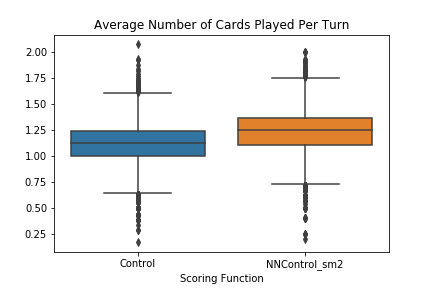 Average Number of Cards Played Per Turn
2.00
1.75
1.50
1.25
1.00
0.75
0.50
0.25
Control NNControl_sm2
Scoring Function